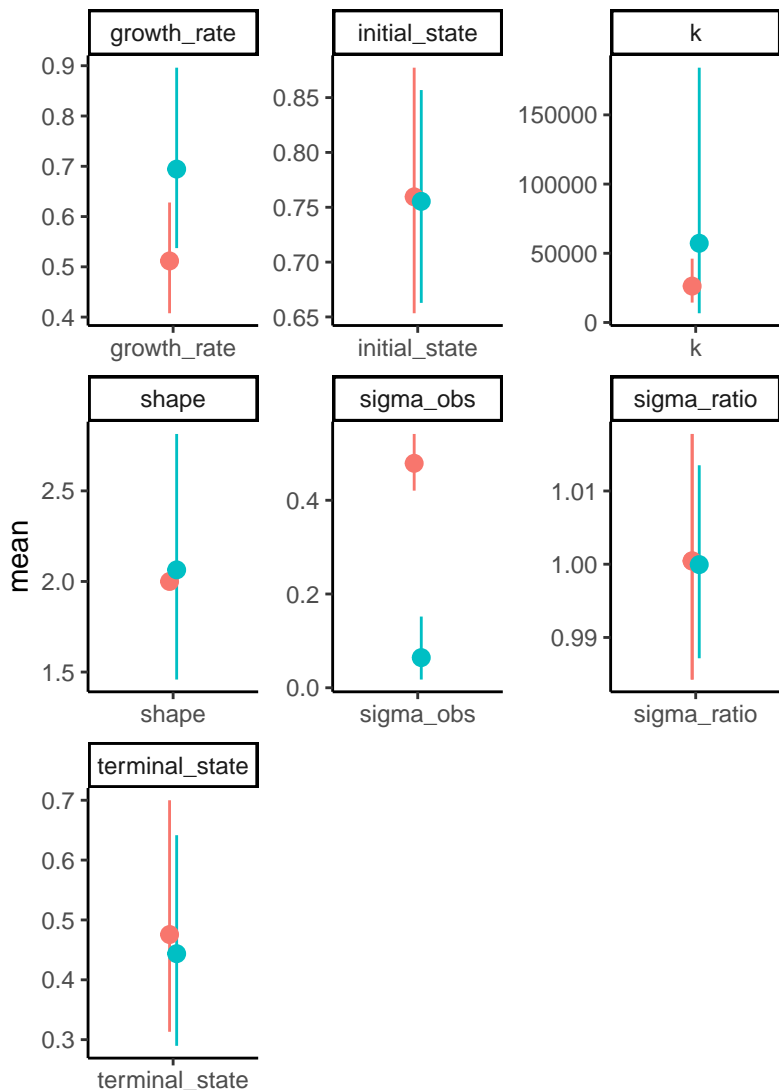 growth_rate
initial_state
k
0.9
0.8
0.7
0.6
0.5
0.4
growth_rate
0.85
0.80
0.75
0.70
0.65
initial_state
150000
100000
50000
0
k
shape
sigma_obs
sigma_ratio
mean
2.5
2.0
1.5
shape
0.4
0.2
0.0
sigma_obs
1.01
1.00
0.99
sigma_ratio
terminal_state
0.7
0.6
0.5
0.4
0.3
terminal_state